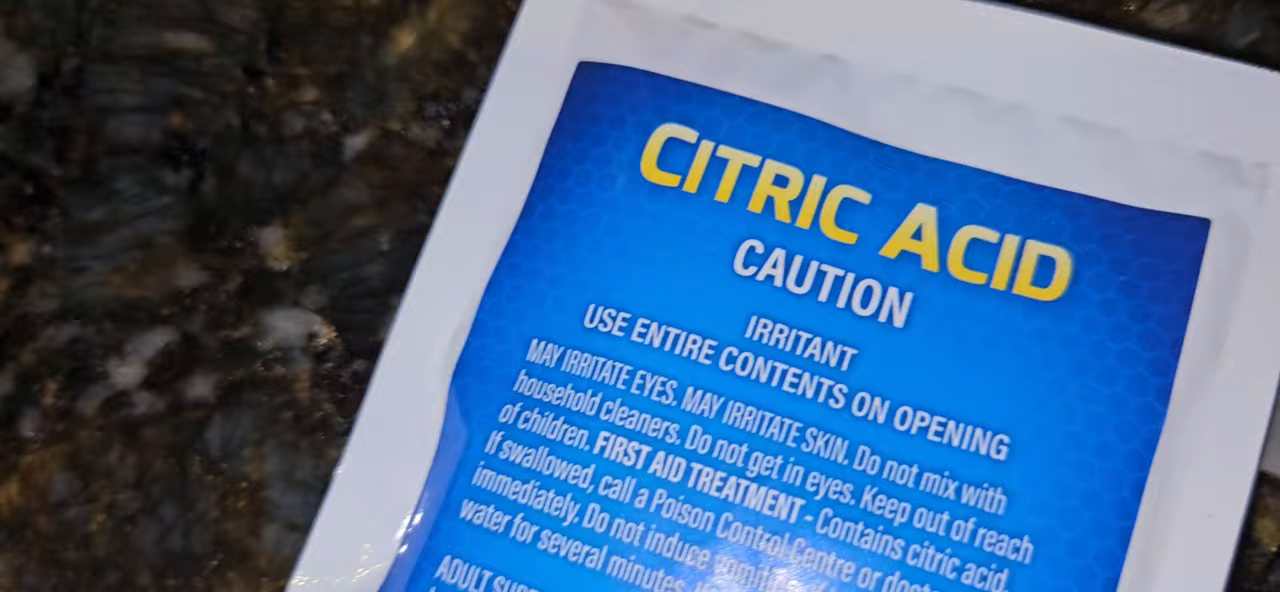 CITRIC ACID
CAUTION
IRRITANT
USE ENTIRE CONTENTS ON OPENING
MAY IRRITATE EYES. MAY IRRITATE SKIN. Do not mix with
household cleaners. Do not get in eyes. Keep out of reach
of children. FIRST AID TREATMENT - Contains citric acid.
If swallowed, call a Poison Control Centre or
immediately. Do not induce
water for several minutes.
ADULT